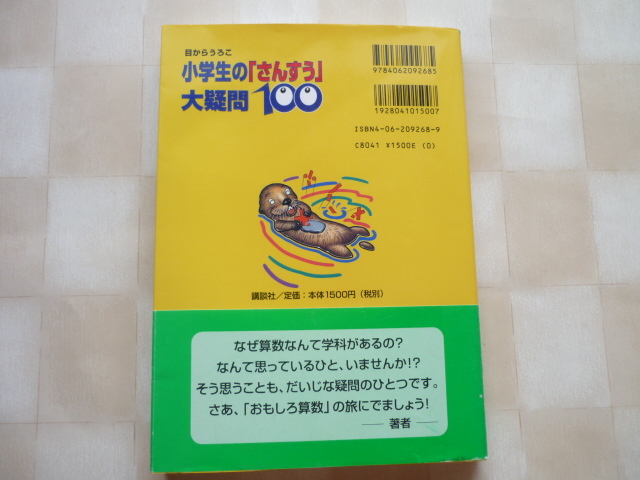 目からうろこ
小学生の「さんすう」
大疑問100
9784062092685
1928041015007
ISBN4-06-209268-9
C8041 ¥1500E (0)
講談社／定価：本体1500円（税別）
なぜ算数なんて学科があるの？
なんて思っているひと、いませんか！？
そう思うことも、だいじな疑問のひとつです。
さあ、「おもしろ算数」の旅にでましょう！
── 著者 ──